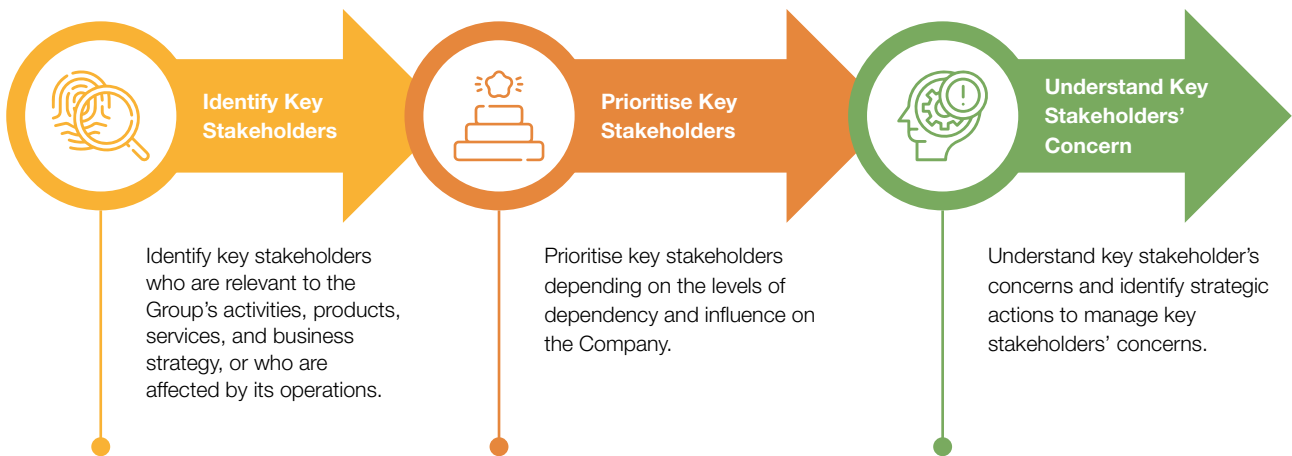 Identify Key
Stakeholders
Identify key stakeholders
who are relevant to the
Group’s activities, products,
services, and business
strategy, or who are
affected by its operations.
Prioritise Key
Stakeholders
Prioritise key stakeholders
depending on the levels of
dependency and influence on
the Company.
Understand Key
Stakeholders’
Concern
Understand key stakeholder’s
concerns and identify strategic
actions to manage key
stakeholders’ concerns.